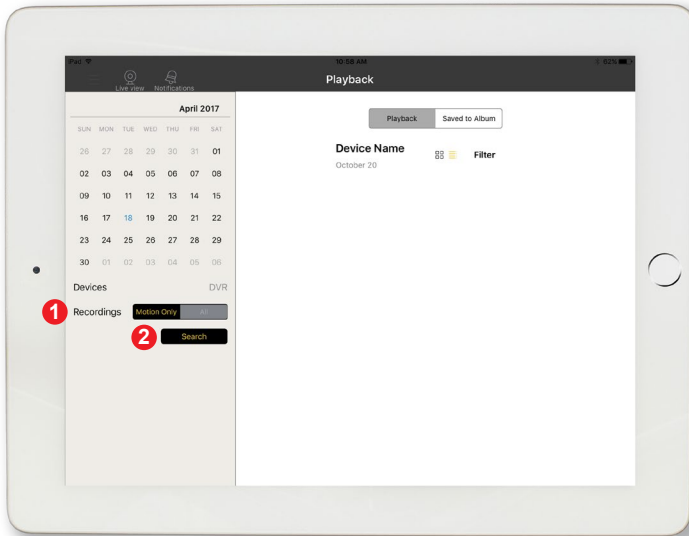 iPad
10:58 AM
62%
Live view
Notifications
Playback
April 2017
SUN MON TUE WED THU FRI SAT
26 27 28 29 30 31 01
02 03 04 05 06 07 08
09 10 11 12 13 14 15
16 17 18 19 20 21 22
23 24 25 26 27 28 29
30 01 02 03 04 05 06
Devices DVR
1 Recordings Motion Only All
2 Search
Playback Saved to Album
Device Name
October 20
Filter